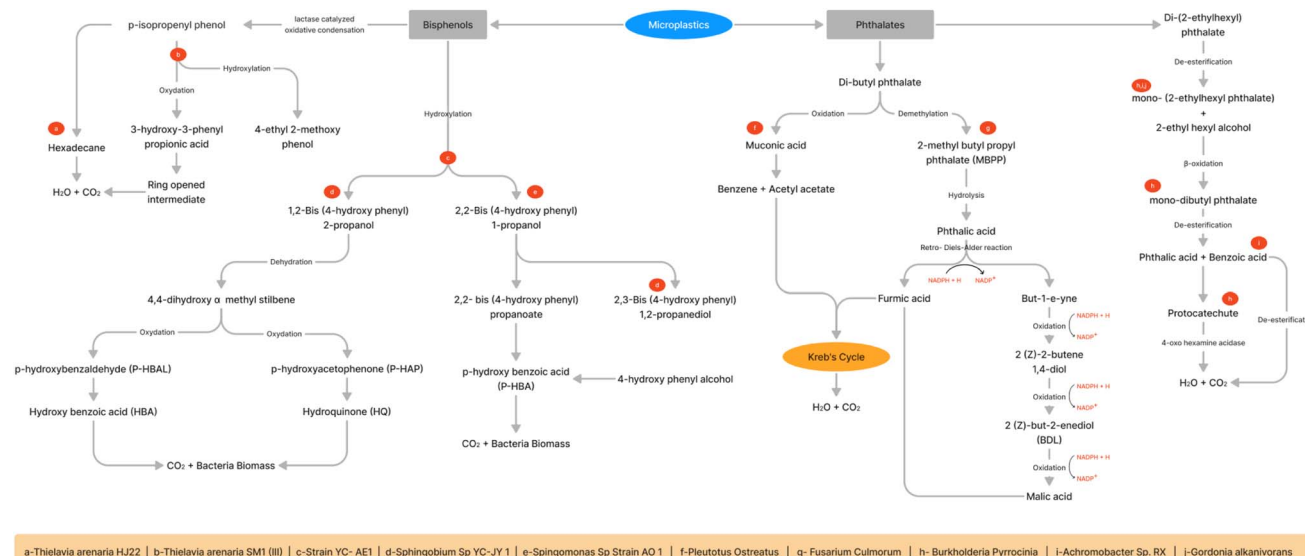 p-isopropenyl phenol
lactase catalyzed
oxidative condensation
Bisphenols
Microplastics
Phthalates
Di-(2-ethylhexyl)
phthalate
b
Hydroxylation
Oxydation
De-esterification
Di-butyl phthalate
h,i,j
mono- (2-ethylhexyl phthalate)
+
2-ethyl hexyl alcohol
Hydroxylation
Oxidation
Demethylation
a
Hexadecane
3-hydroxy-3-phenyl
propionic acid
4-ethyl 2-methoxy
phenol
f
Muconic acid
g
2-methyl butyl propyl
phthalate (MBPP)
c
β-oxidation
H₂O + CO₂
Ring opened
intermediate
d
1,2-Bis (4-hydroxy phenyl)
2-propanol
e
2,2-Bis (4-hydroxy phenyl)
1-propanol
Benzene + Acetyl acetate
Hydrolysis
h
mono-dibutyl phthalate
De-esterification
Phthalic acid
Retro- Diels-Alder reaction
NADPH + H
NADP⁺
i
Phthalic acid + Benzoic acid
Dehydration
4,4-dihydroxy α methyl stilbene
2,2- bis (4-hydroxy phenyl)
propanoate
d
2,3-Bis (4-hydroxy phenyl)
1,2-propanediol
Furmic acid
But-1-e-yne
h
Protocatechute
De-esterificat
Oxydation
Oxydation
Oxidation
NADPH + H
NADP⁺
4-oxo hexamine acidase
Kreb's Cycle
2 (Z)-2-butene
1,4-diol
H₂O + CO₂
p-hydroxybenzaldehyde (P-HBAL)
p-hydroxyacetophenone (P-HAP)
p-hydroxy benzoic acid
(P-HBA)
4-hydroxy phenyl alcohol
Oxidation
NADPH + H
NADP⁺
H₂O + CO₂
Hydroxy benzoic acid (HBA)
Hydroquinone (HQ)
2 (Z)-but-2-enediol
(BDL)
CO₂ + Bacteria Biomass
CO₂ + Bacteria Biomass
Oxidation
NADPH + H
NADP⁺
Malic acid
a-Thielavia arenaria HJ22 | b-Thielavia arenaria SM1 (III) | c-Strain YC- AE1 | d-Sphingobium Sp YC-JY 1 | e-Spingomonas Sp Strain AO 1 | f-Pleutotus Ostreatus | g- Fusarium Culmorum | h- Burkholderia Pyrrocinia | i-Achromobacter Sp. RX | j-Gordonia alkanivorans